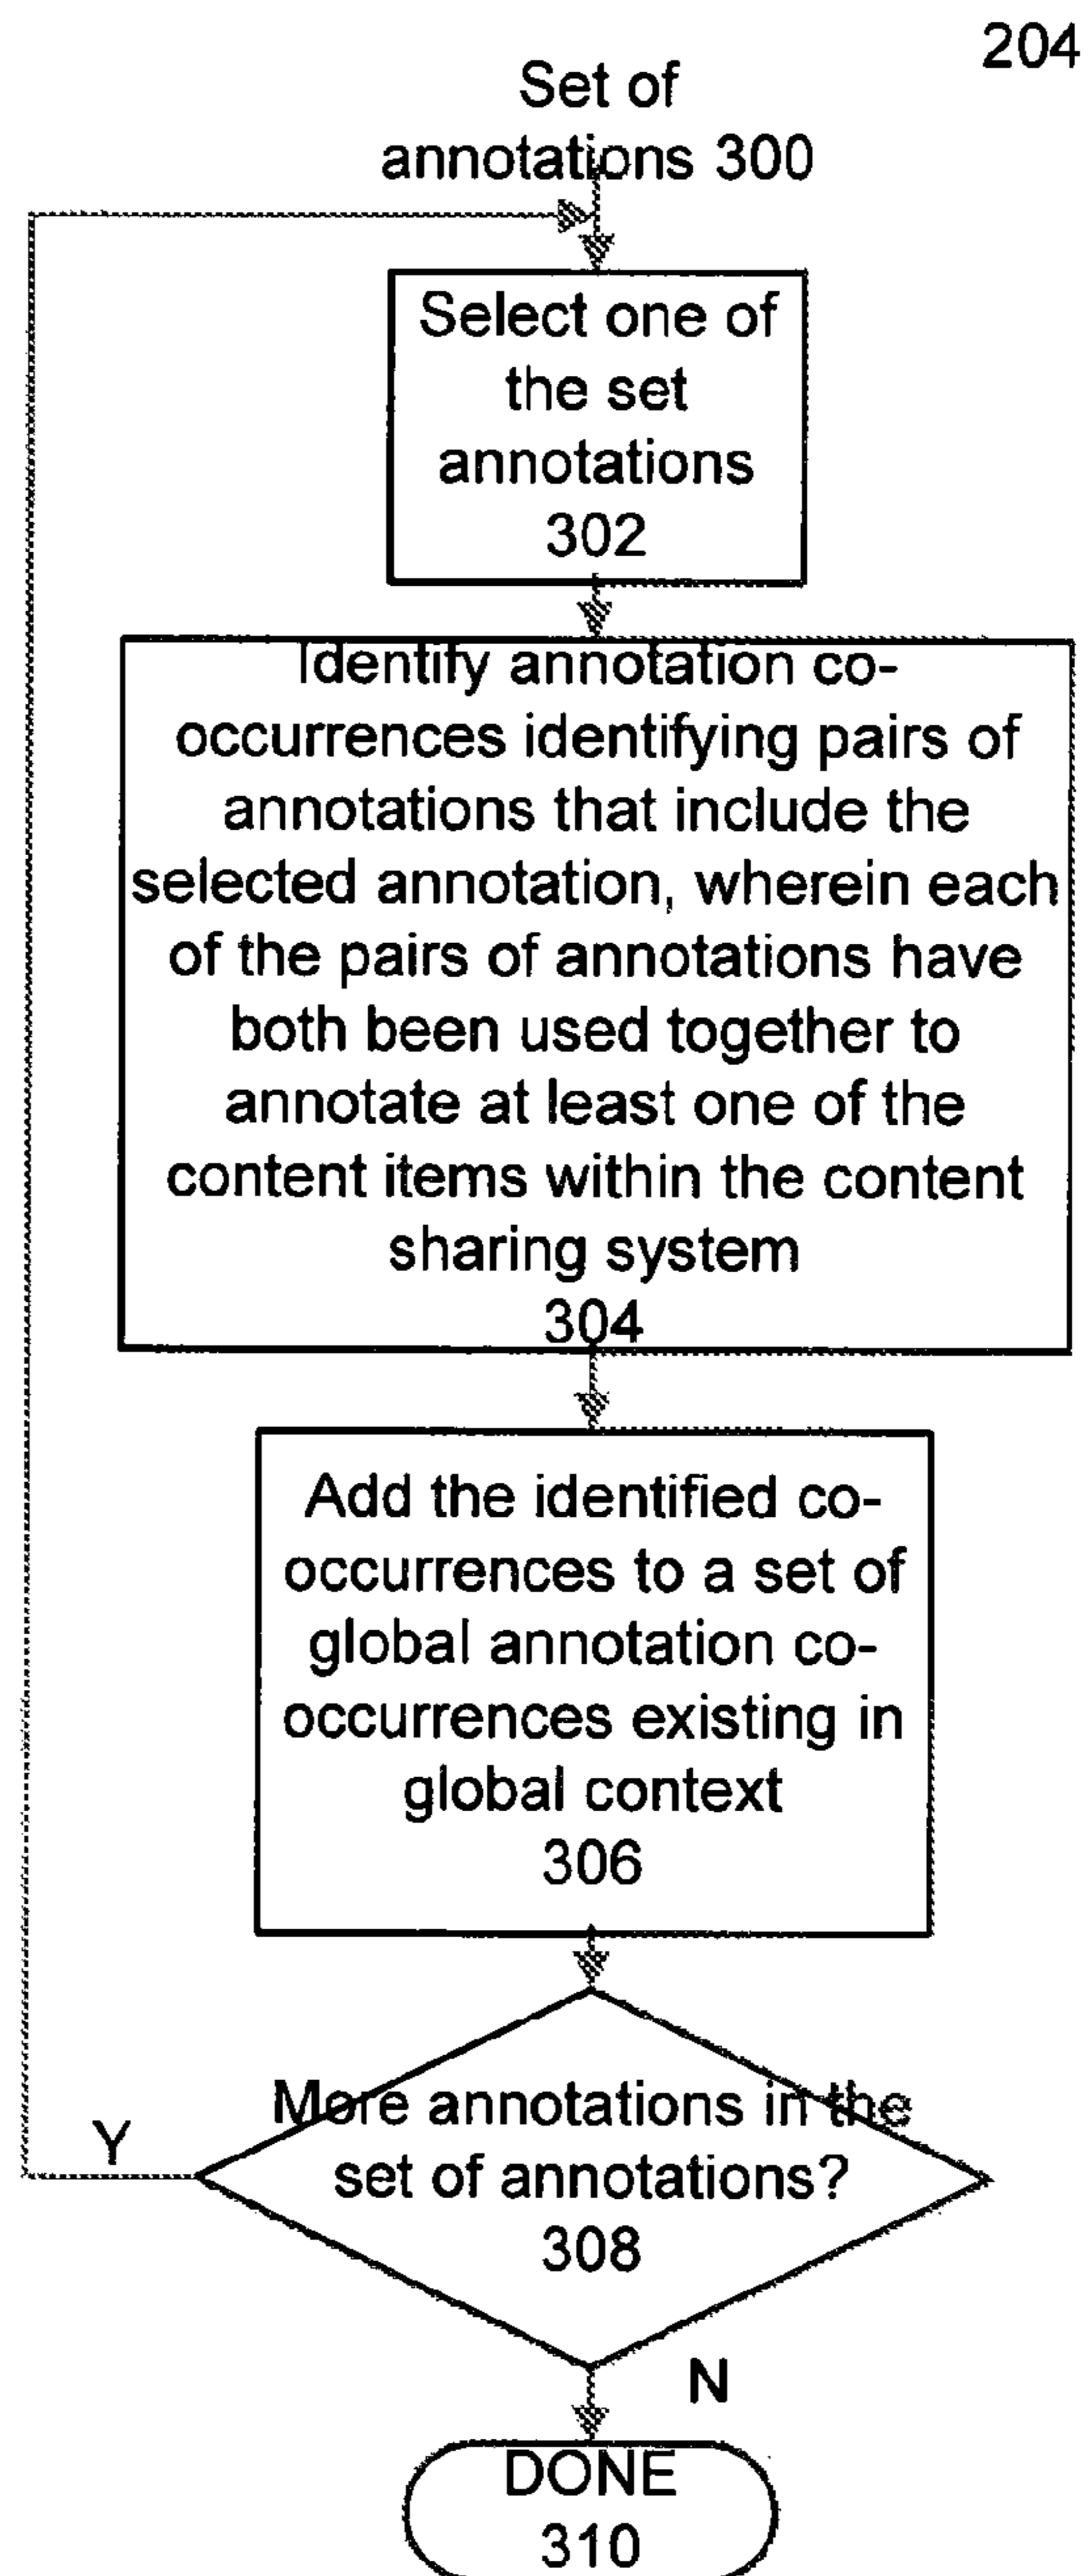 204
Set of
annotations 300
Select one of
the set
annotations
302
Identify annotation co-
occurrences identifying pairs of
annotations that include the
selected annotation, wherein each
of the pairs of annotations have
both been used together to
annotate at least one of the
content items within the content
sharing system
304
Add the identified co-
occurrences to a set of
global annotation co-
occurrences existing in
global context
306
More annotations in the
set of annotations?
308
Y
N
DONE
310